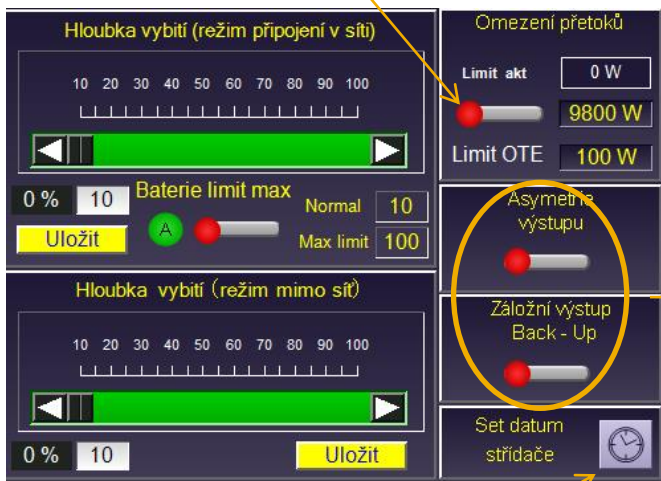 Hloubka vybití (režim připojení v síti)
10 20 30 40 50 60 70 80 90 100
0 % 10
Baterie limit max
Uložit
A
Normal 10
Max limit 100
Hloubka vybití (režim mimo síť)
10 20 30 40 50 60 70 80 90 100
0 % 10
Uložit
Omezení přetoků
Limit akt 0 W
9800 W
Limit OTE 100 W
Asymetrie
výstupu
Záložní výstup
Back - Up
Set datum
střídače